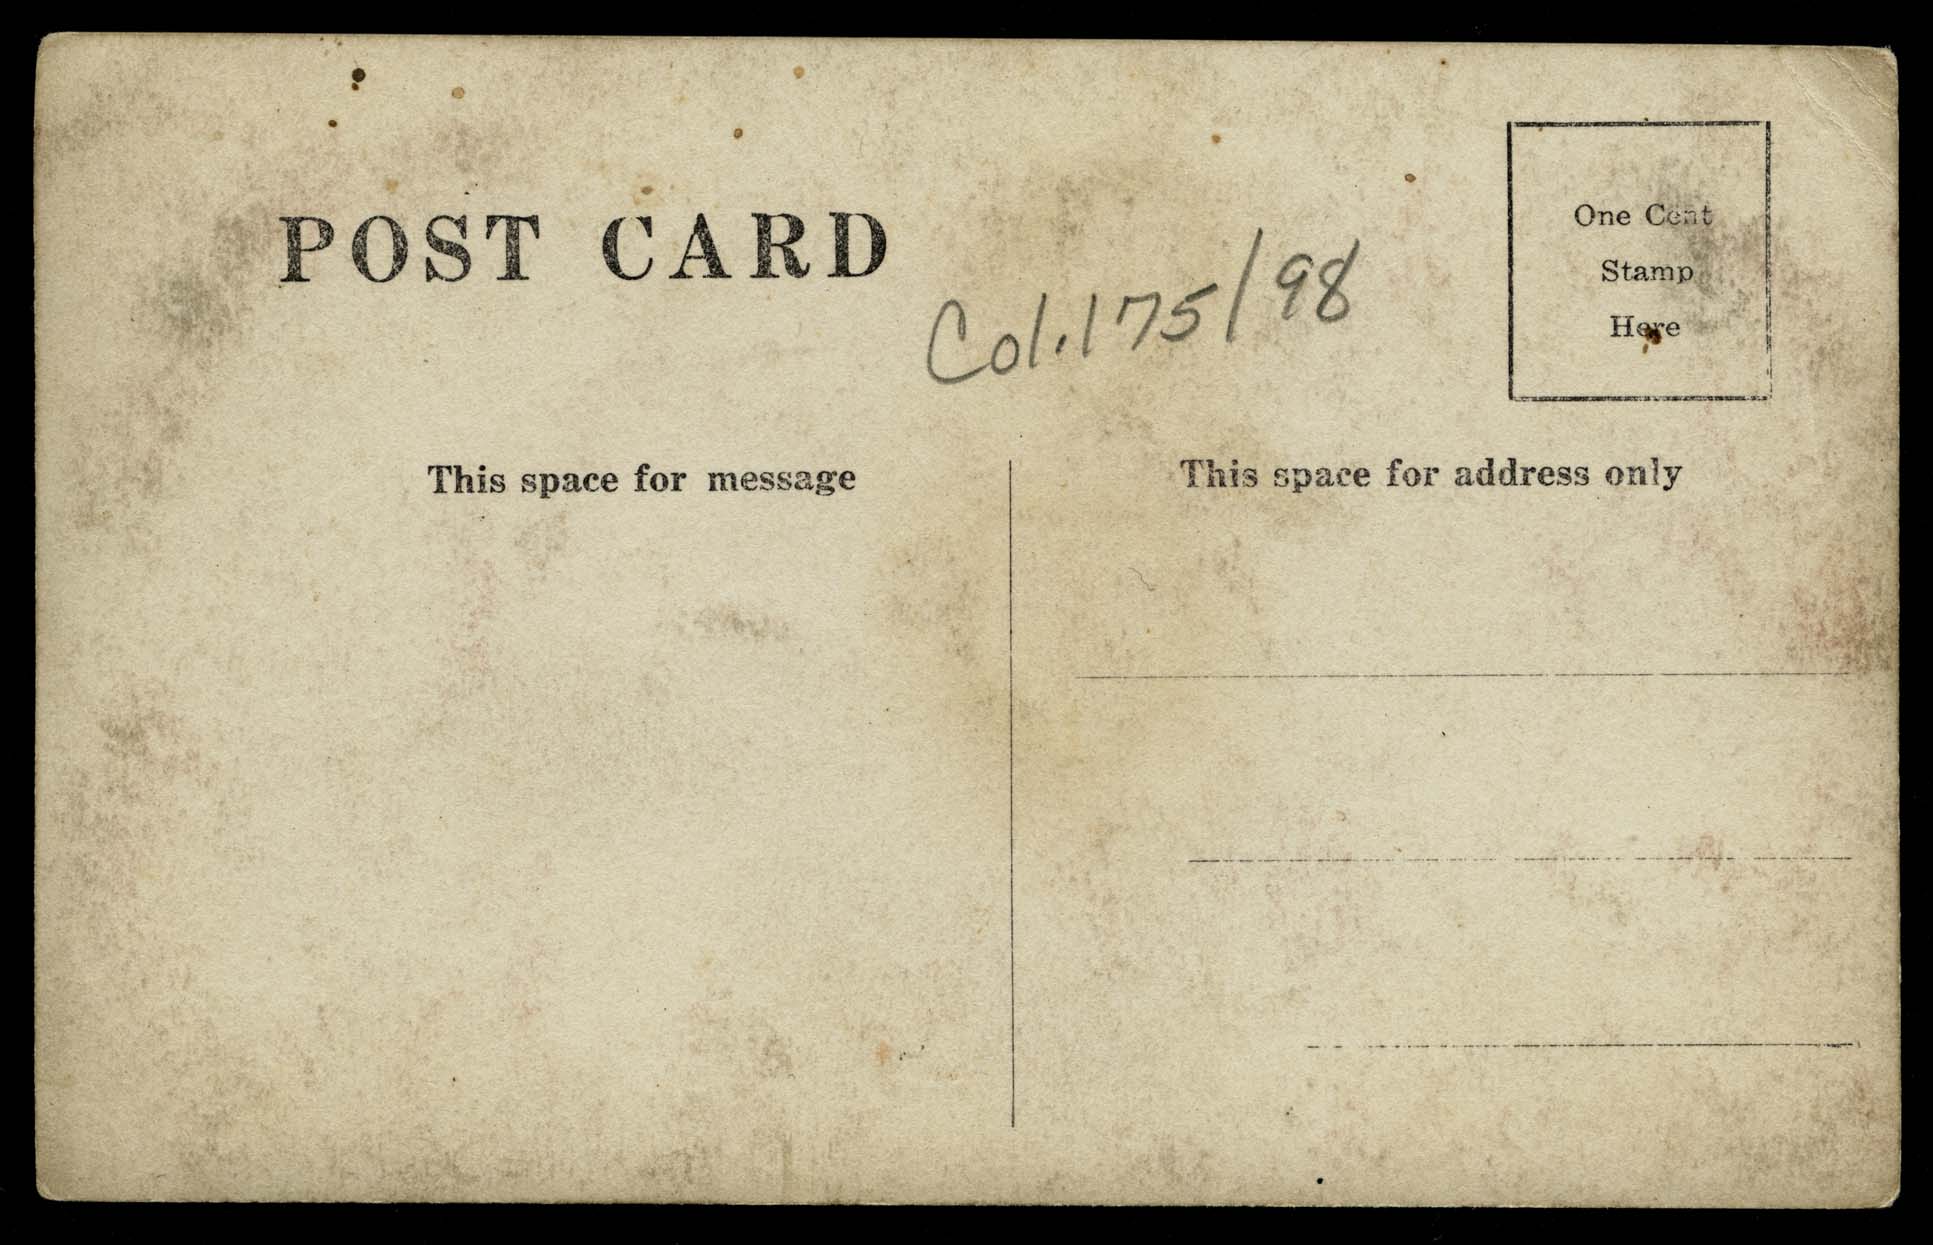 POST CARD
One Cent
Stamp
Here
Col. 175/98
This space for message
This space for address only